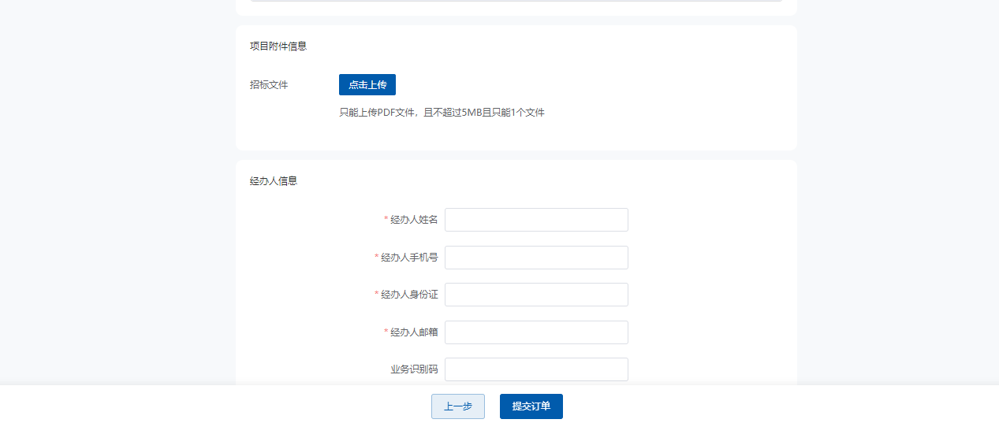 项目附件信息
招标文件
点击上传
只能上传PDF文件，且不超过5MB且只能1个文件
经办人信息
* 经办人姓名
* 经办人手机号
* 经办人身份证
* 经办人邮箱
业务识别码
上一步
提交订单